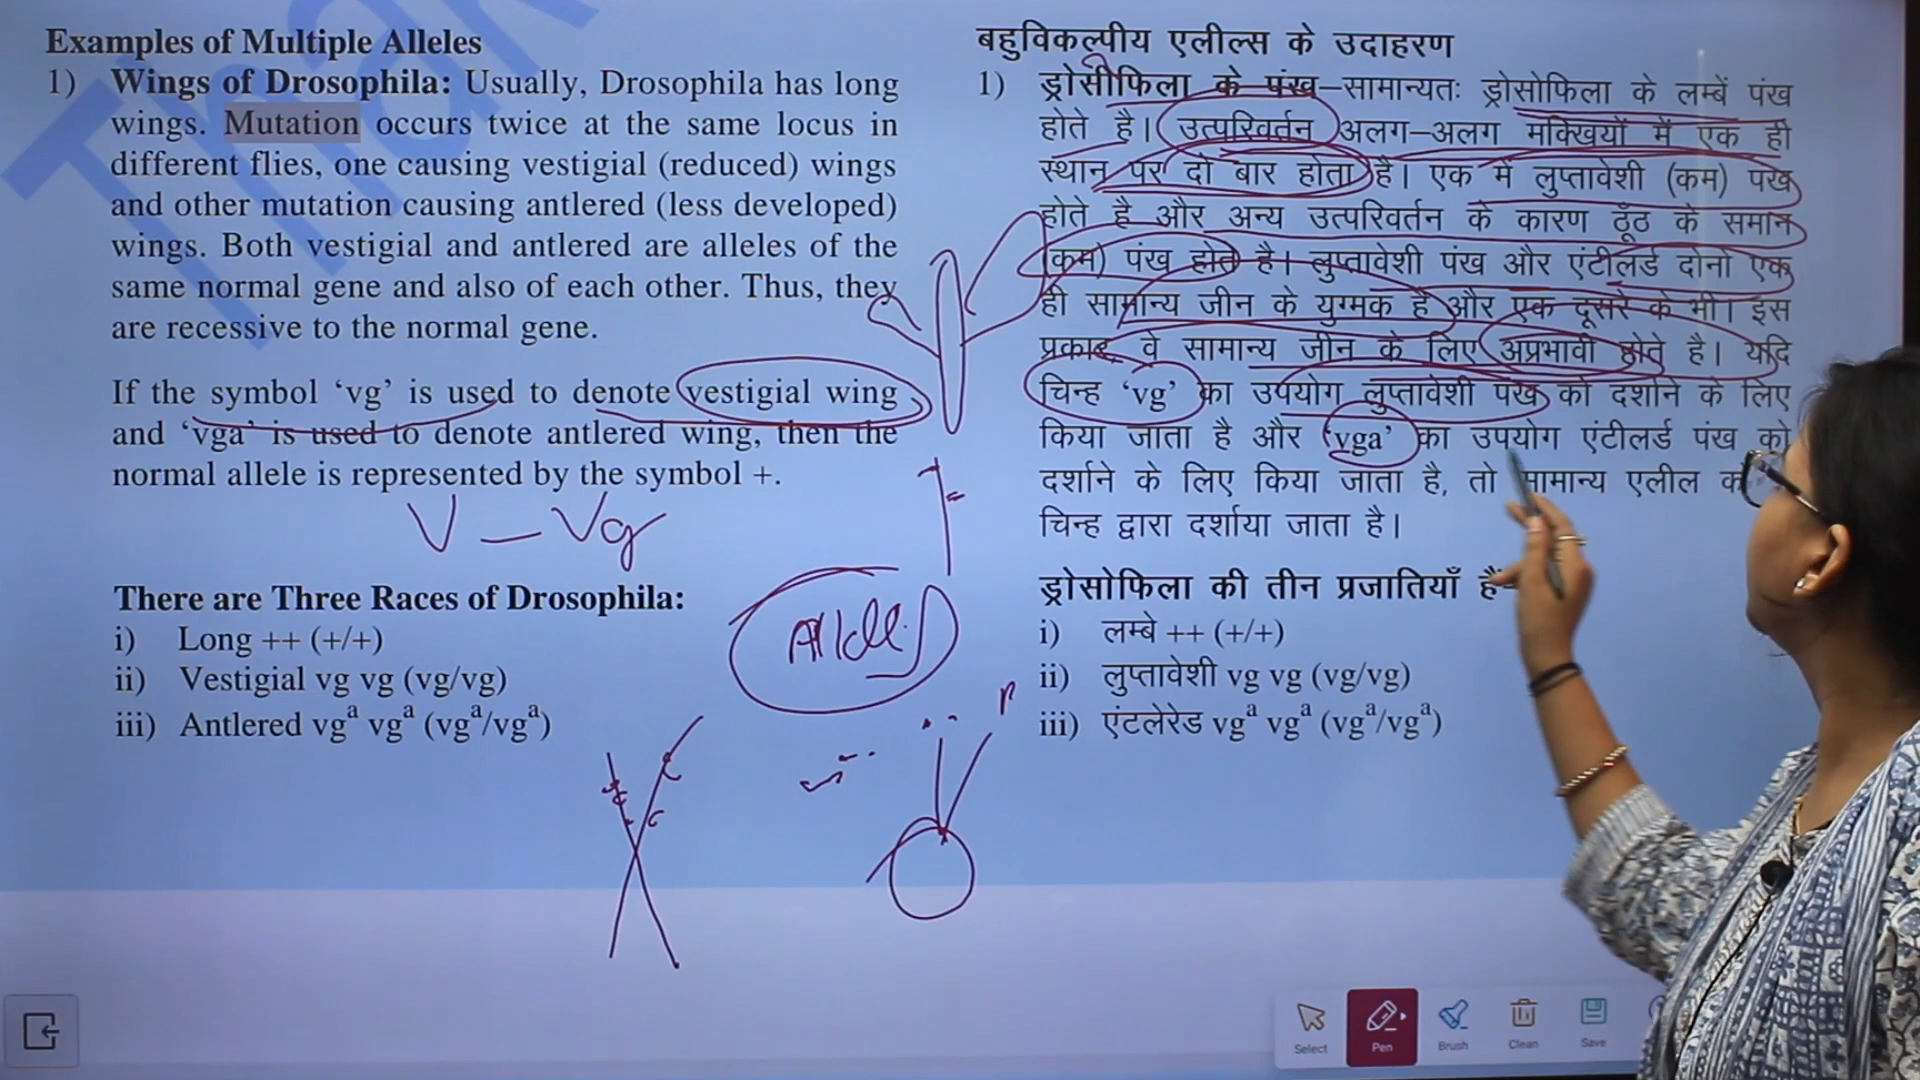 Examples of Multiple Alleles
1) Wings of Drosophila: Usually, Drosophila has long
wings. Mutation occurs twice at the same locus in
different flies, one causing vestigial (reduced) wings
and other mutation causing antlered (less developed)
wings. Both vestigial and antlered are alleles of the
same normal gene and also of each other. Thus, they
are recessive to the normal gene.
If the symbol ‘vg’ is used to denote vestigial wing
and ‘vga’ is used to denote antlered wing, then the
normal allele is represented by the symbol +.
V – Vg
There are Three Races of Drosophila:
i) Long ++ (+/+)
ii) Vestigial vg vg (vg/vg)
iii) Antlered vgᵃ vgᵃ (vgᵃ/vgᵃ)
बहुविकल्पीय एलील्स के उदाहरण
1) ड्रोसोफिला के पंख–सामान्यतः ड्रोसोफिला के लम्बें पंख
होते है। उत्परिवर्तन अलग–अलग मक्खियों में एक ही
स्थान पर दो बार होता है। एक में लुप्तावेशी (कम) पंख
होते है और अन्य उत्परिवर्तन के कारण ठूँठ के समान
(कम) पंख होते है। लुप्तावेशी पंख और एंटीलर्ड दोनों एक
ही सामान्य जीन के युग्मक है और एक दूसरे के भी। इस
प्रकार, वे सामान्य जीन के लिए अप्रभावी होते है। यदि
चिन्ह ‘vg’ का उपयोग लुप्तावेशी पंख को दर्शाने के लिए
किया जाता है और ‘vga’ का उपयोग एंटीलर्ड पंख को
दर्शाने के लिए किया जाता है, तो सामान्य एलील
चिन्ह द्वारा दर्शाया जाता है।
ड्रोसोफिला की तीन प्रजातियाँ हैं–
i) लम्बे ++ (+/+)
ii) लुप्तावेशी vg vg (vg/vg)
iii) एंटलेरेड vgᵃ vgᵃ (vgᵃ/vgᵃ)
Select Pen Brush Clean Save